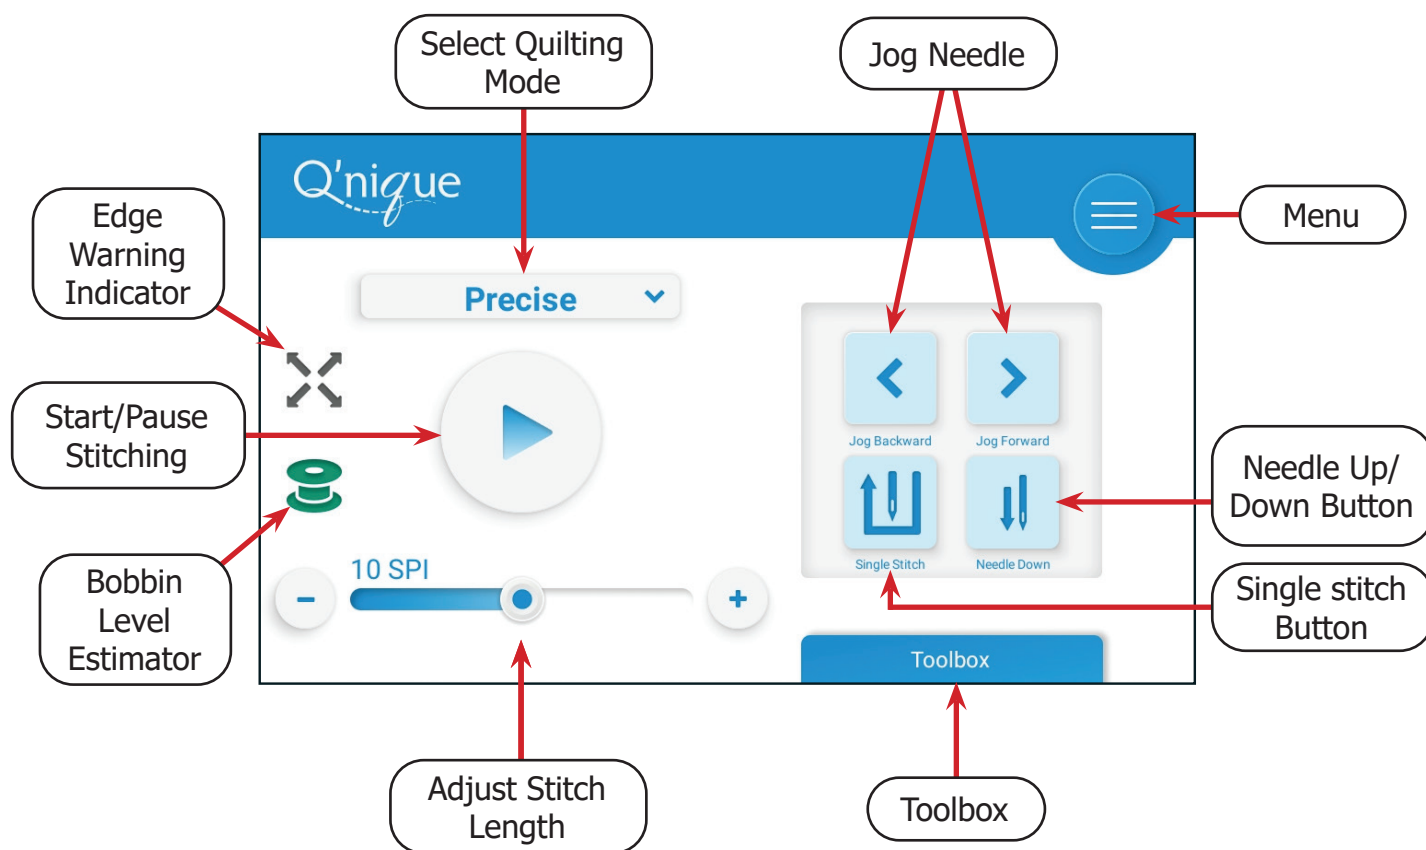 Select Quilting
Mode
Jog Needle
Q'nique
Edge
Warning
Indicator
Menu
Precise
Start/Pause
Stitching
Jog Backward
Jog Forward
Needle Up/
Down Button
Bobbin
Level
Estimator
10 SPI
Single Stitch
Needle Down
Single stitch
Button
Toolbox
Adjust Stitch
Length
Toolbox